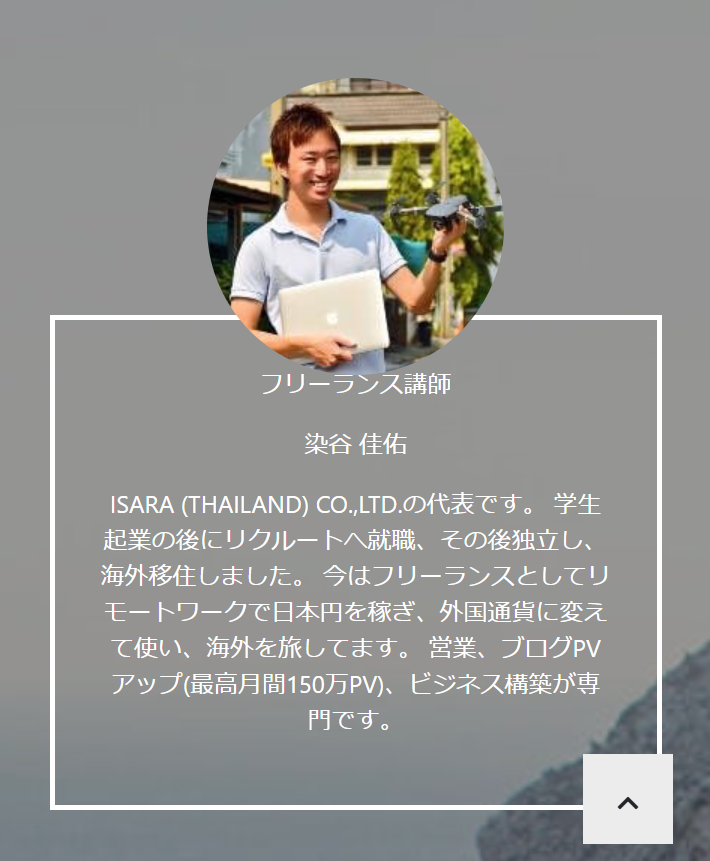 フリーランス講師
染谷 佳佑
ISARA (THAILAND) CO.,LTD.の代表です。 学生
起業の後にリクルートへ就職、その後独立し、
海外移住しました。 今はフリーランスとしてリ
モートワークで日本円を稼ぎ、外国通貨に変え
て使い、海外を旅してます。 営業、ブログPV
アップ(最高月間150万PV)、ビジネス構築が専
門です。